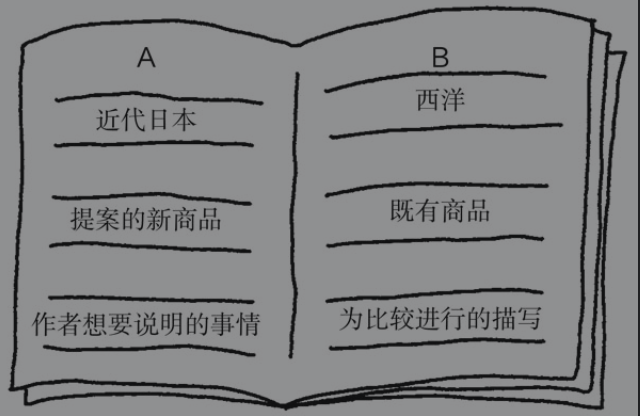 A
近代日本
提案的新商品
作者想要说明的事情
B
西洋
既有商品
为比较进行的描写